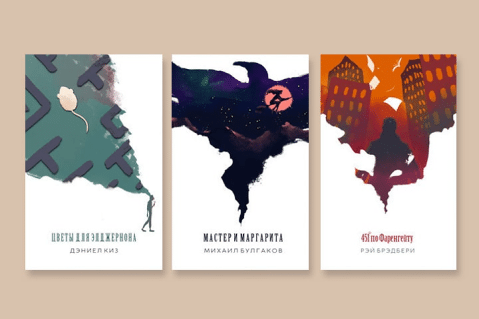 ЦВЕТЫ ДЛЯ ЭЛДЖЕРНОНА
ДЭНИЕЛ КИЗ
МАСТЕР И МАРГАРИТА
МИХАИЛ БУЛГАКОВ
451° по Фаренгейту
РЭЙ БРЭДБЕРИ